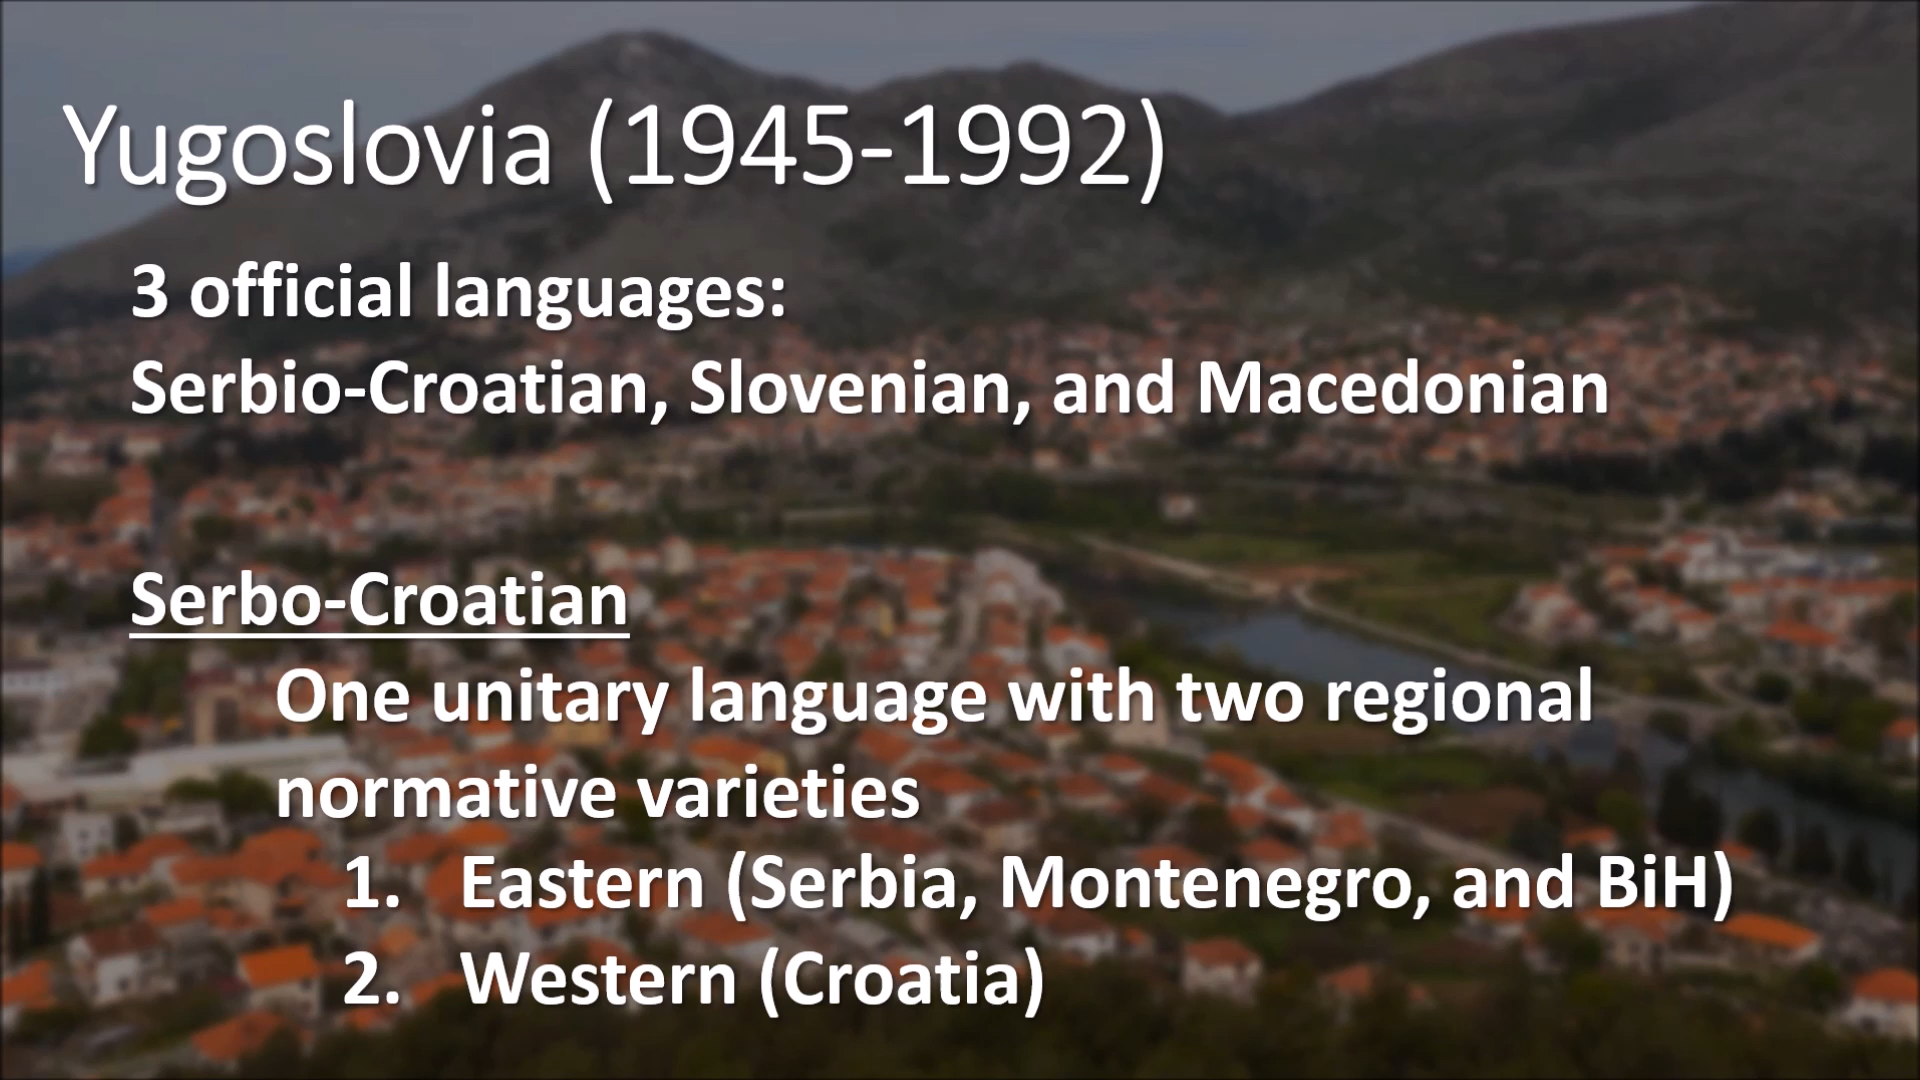 Yugoslovia (1945-1992)
3 official languages:
Serbio-Croatian, Slovenian, and Macedonian
Serbo-Croatian
One unitary language with two regional
normative varieties
1. Eastern (Serbia, Montenegro, and BiH)
2. Western (Croatia)